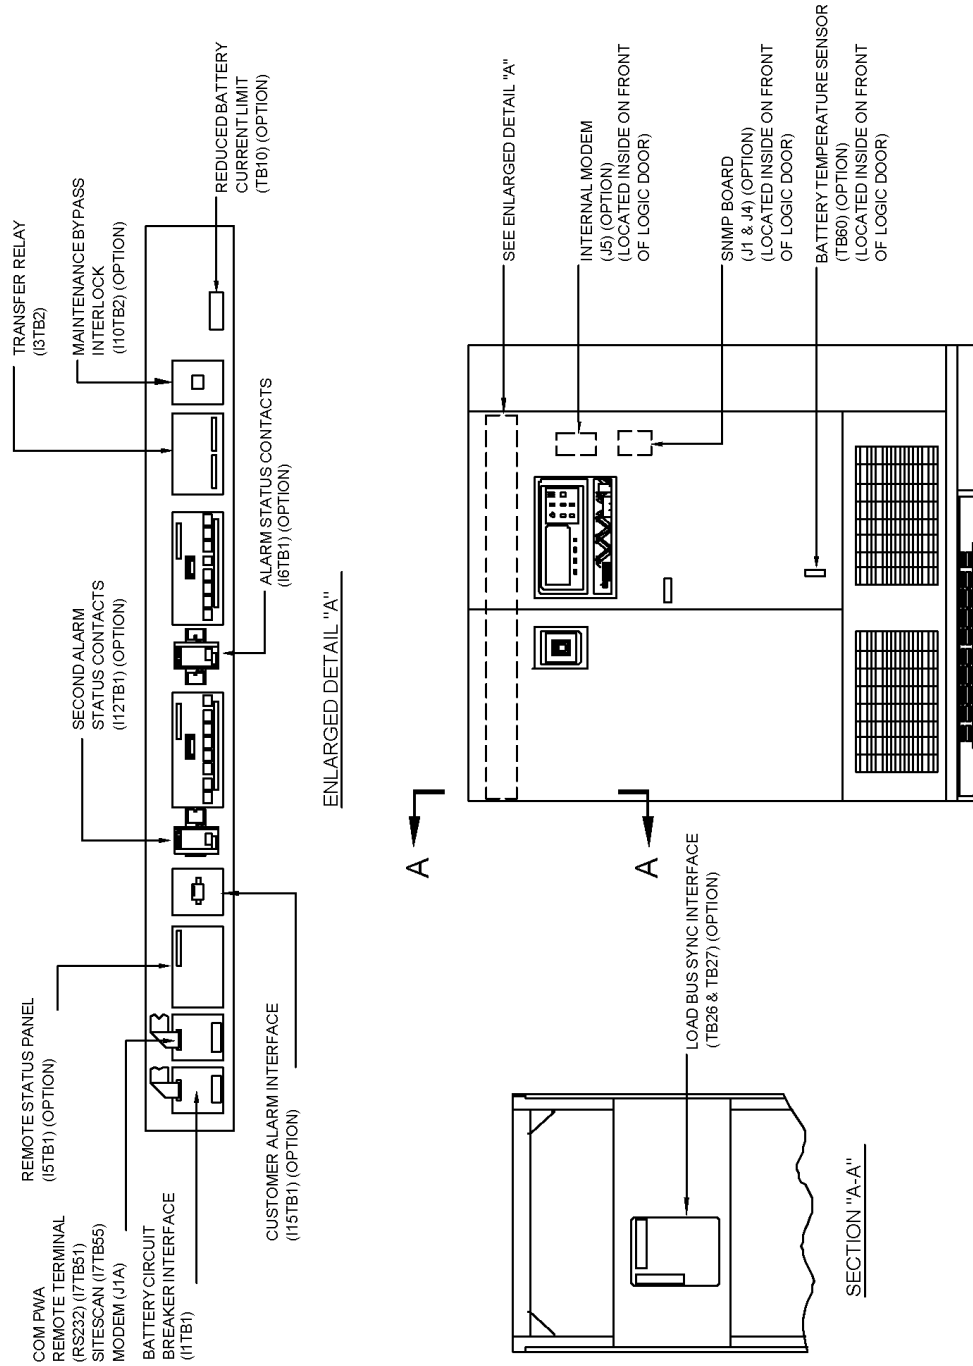 COM PWA
REMOTE TERMINAL
(RS232) (I7TB51)
SITESCAN (I7TB55)
MODEM (J1A)
BATTERY CIRCUIT
BREAKER INTERFACE
(I1TB1)
REMOTE STATUS PANEL
(I5TB1) (OPTION)
CUSTOMER ALARM INTERFACE
(I15TB1) (OPTION)
SECOND ALARM
STATUS CONTACTS
(I12TB1) (OPTION)
ALARM STATUS CONTACTS
(I6TB1) (OPTION)
TRANSFER RELAY
(I3TB2)
MAINTENANCE BYPASS
INTERLOCK
(I10TB2) (OPTION)
REDUCED BATTERY
CURRENT LIMIT
(TB10) (OPTION)
ENLARGED DETAIL "A"
SEE ENLARGED DETAIL "A"
INTERNAL MODEM
(J5) (OPTION)
(LOCATED INSIDE ON FRONT
OF LOGIC DOOR)
SNMP BOARD
(J1 & J4) (OPTION)
(LOCATED INSIDE ON FRONT
OF LOGIC DOOR)
BATTERY TEMPERATURE SENSOR
(TB60) (OPTION)
(LOCATED INSIDE ON FRONT
OF LOGIC DOOR)
A
A
LOAD BUS SYNC INTERFACE
(TB26 & TB27) (OPTION)
SECTION "A-A"